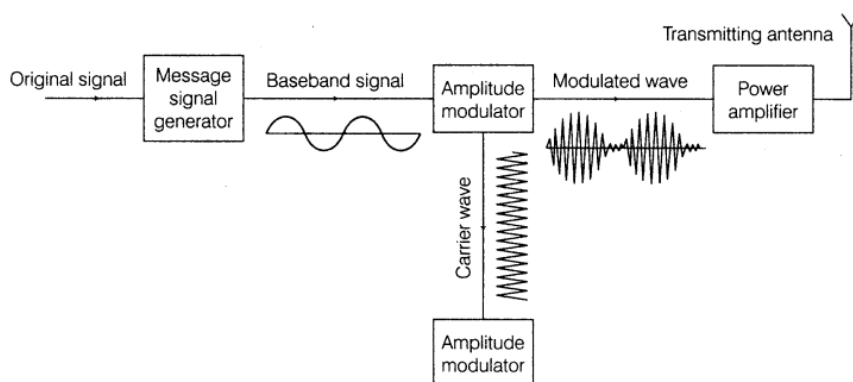 Transmitting antenna
Original signal
Message
signal
generator
Baseband signal
Amplitude
modulator
Modulated wave
Power
amplifier
Carrier wave
Amplitude
modulator